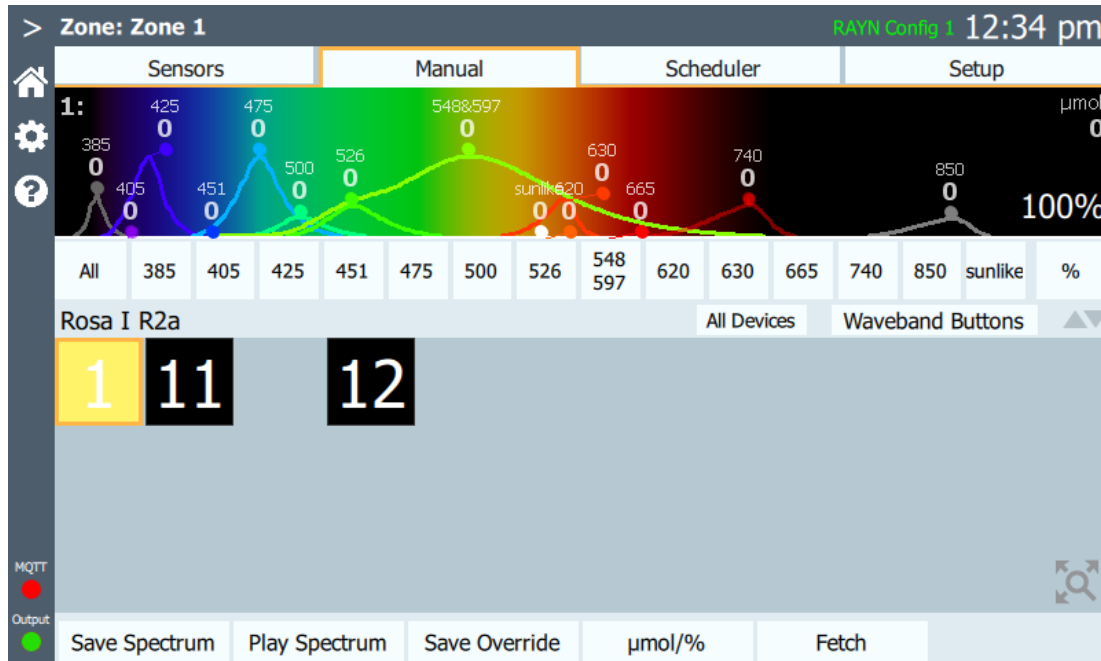 > Zone: Zone 1 RAYN Config 1 12:34 pm
Sensors Manual Scheduler Setup
1: 425 475 548&597 µmol
0 0 0 0
385 500 526 630 740 850
0 0 0 0 0 0
405 451 sunlike 620 665 100%
0 0 0 0 0
All 385 405 425 451 475 500 526 548 597 620 630 665 740 850 sunlike %
Rosa I R2a All Devices Waveband Buttons
1 11 12
MQTT
Output
Save Spectrum Play Spectrum Save Override µmol/% Fetch